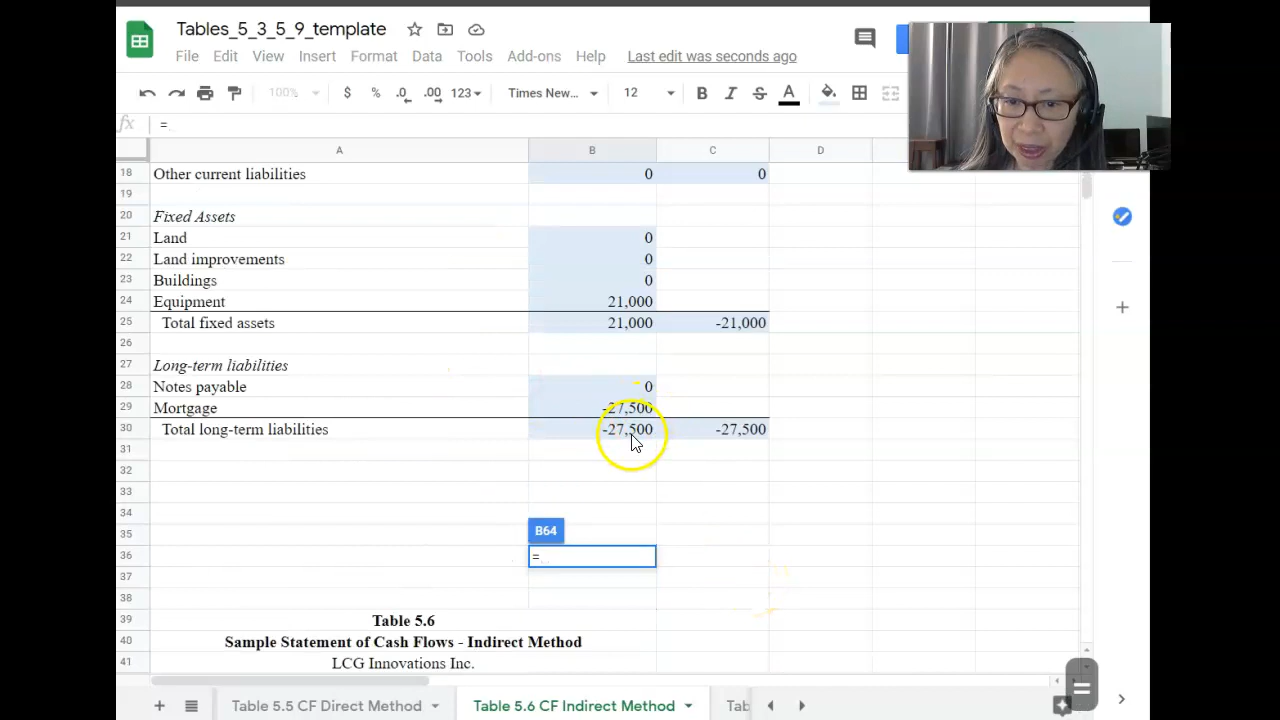 Tables_5_3_5_9_template
File Edit View Insert Format Data Tools Add-ons Help Last edit was seconds ago
100% $ % .0 .00 123 Times New... 12 B I S A
fx =
A B C D
18 Other current liabilities 0 0
19
20 Fixed Assets
21 Land 0
22 Land improvements 0
23 Buildings 0
24 Equipment 21,000
25 Total fixed assets 21,000 -21,000
26
27 Long-term liabilities
28 Notes payable 0
29 Mortgage -27,500
30 Total long-term liabilities -27,500 -27,500
31
32
33
34
35 B64
36 =
37
38
39 Table 5.6
40 Sample Statement of Cash Flows - Indirect Method
41 LCG Innovations Inc.
Table 5.5 CF Direct Method Table 5.6 CF Indirect Method Tab